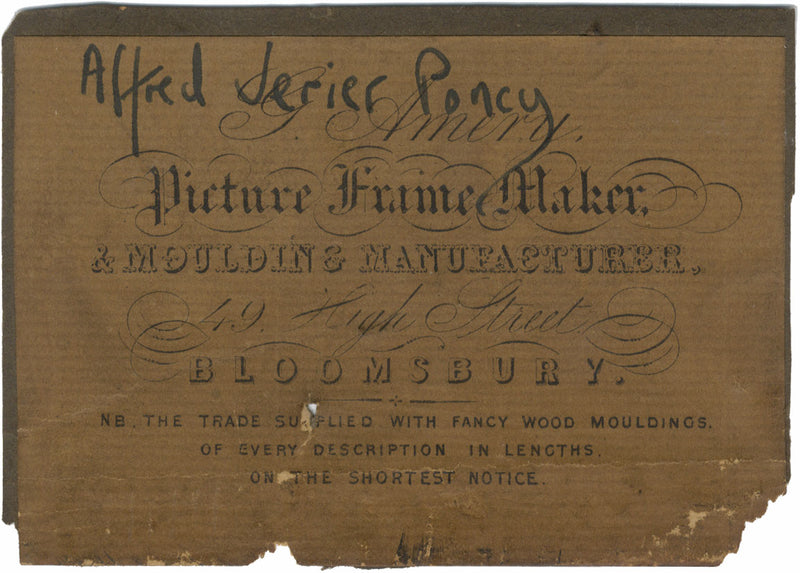 Alfred Jerier Poncy
G. Amery,
Picture Frame Maker,
& MOULDING MANUFACTURER,
49, High Street
BLOOMSBURY.
NB. THE TRADE SUPPLIED WITH FANCY WOOD MOULDINGS.
OF EVERY DESCRIPTION IN LENGTHS.
ON THE SHORTEST NOTICE.